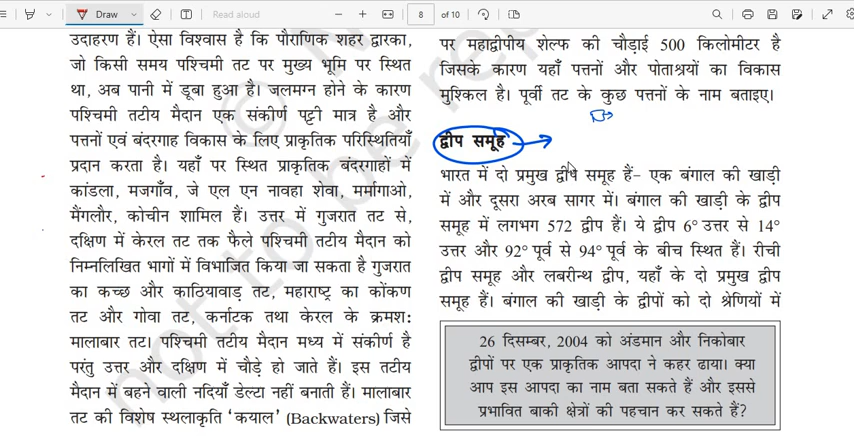 Draw
Read aloud
8
of 10
उदाहरण हैं। ऐसा विश्वास है कि पौराणिक शहर द्वारका,
जो किसी समय पश्चिमी तट पर मुख्य भूमि पर स्थित
था, अब पानी में डूबा हुआ है। जलमग्न होने के कारण
पश्चिमी तटीय मैदान एक संकीर्ण पट्टी मात्र है और
पत्तनों एवं बंदरगाह विकास के लिए प्राकृतिक परिस्थितियाँ
प्रदान करता है। यहाँ पर स्थित प्राकृतिक बंदरगाहों में
कांडला, मजगाँव, जे एल एन नावहा शेवा, मर्मागाओ,
मैंगलौर, कोचीन शामिल हैं। उत्तर में गुजरात तट से,
दक्षिण में केरल तट तक फैले पश्चिमी तटीय मैदान को
निम्नलिखित भागों में विभाजित किया जा सकता है गुजरात
का कच्छ और काठियावाड़ तट, महाराष्ट्र का कोंकण
तट और गोवा तट, कर्नाटक तथा केरल के क्रमश:
मालाबार तट। पश्चिमी तटीय मैदान मध्य में संकीर्ण है
परंतु उत्तर और दक्षिण में चौड़े हो जाते हैं। इस तटीय
मैदान में बहने वाली नदियाँ डेल्टा नहीं बनाती हैं। मालाबार
तट की विशेष स्थलाकृति ‘कयाल’ (Backwaters) जिसे
पर महाद्वीपीय शेल्फ की चौड़ाई 500 किलोमीटर है
जिसके कारण यहाँ पत्तनों और पोताश्रयों का विकास
मुश्किल है। पूर्वी तट के कुछ पत्तनों के नाम बताइए।
द्वीप समूह
भारत में दो प्रमुख द्वीप समूह हैं- एक बंगाल की खाड़ी
में और दूसरा अरब सागर में। बंगाल की खाड़ी के द्वीप
समूह में लगभग 572 द्वीप हैं। ये द्वीप 6° उत्तर से 14°
उत्तर और 92° पूर्व से 94° पूर्व के बीच स्थित हैं। रीची
द्वीप समूह और लबरीन्थ द्वीप, यहाँ के दो प्रमुख द्वीप
समूह हैं। बंगाल की खाड़ी के द्वीपों को दो श्रेणियों में
26 दिसम्बर, 2004 को अंडमान और निकोबार
द्वीपों पर एक प्राकृतिक आपदा ने कहर ढाया। क्या
आप इस आपदा का नाम बता सकते हैं और इससे
प्रभावित बाकी क्षेत्रों की पहचान कर सकते हैं?
not to be